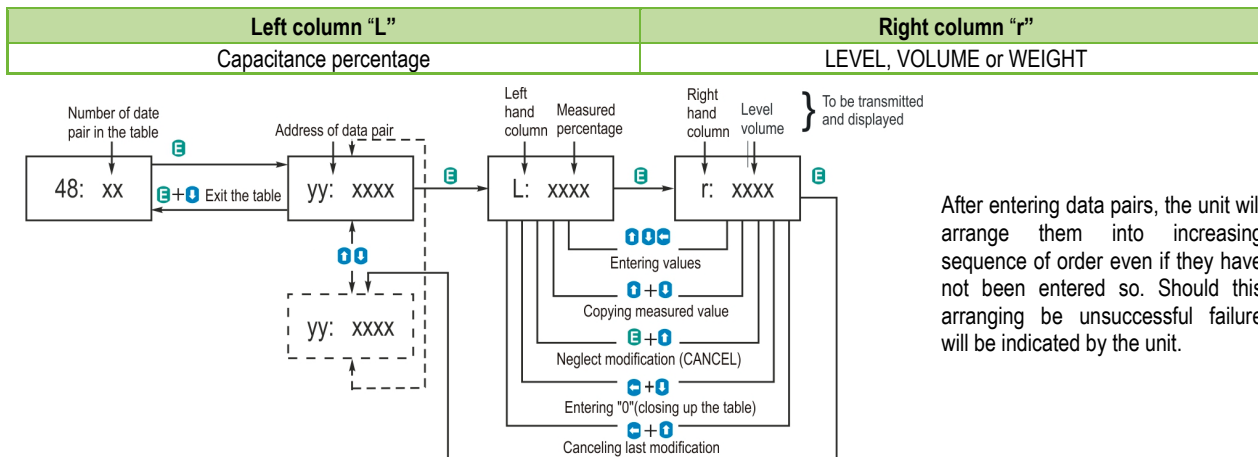 Left column “L”
Right column “r”
Capacitance percentage
LEVEL, VOLUME or WEIGHT
Number of date
pair in the table
Address of data pair
Left
hand
column
Measured
percentage
Right
hand
column
Level
volume
} To be transmitted
and displayed
48: xx
E
E+ Exit the table
yy: xxxx
E
L: xxxx
E
r: xxxx
E
yy: xxxx
Entering values
+
Copying measured value
E+
Neglect modification (CANCEL)
+
Entering "0"(closing up the table)
+
Canceling last modification
After entering data pairs, the unit wil
arrange them into increasing
sequence of order even if they have
not been entered so. Should this
arranging be unsuccessful failure
will be indicated by the unit.